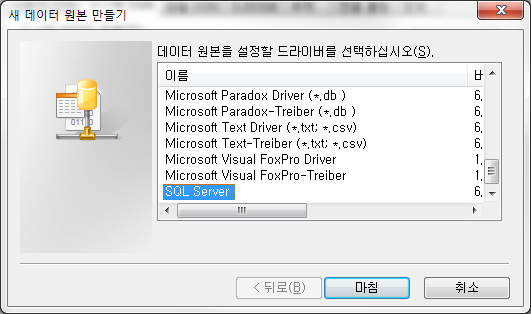 새 데이터 원본 만들기
데이터 원본을 설정할 드라이버를 선택하십시오(S).
이름 버
Microsoft Paradox Driver (*.db ) 6.
Microsoft Paradox-Treiber (*.db ) 6.
Microsoft Text Driver (*.txt; *.csv) 6.
Microsoft Text-Treiber (*.txt; *.csv) 6.
Microsoft Visual FoxPro Driver 1.
Microsoft Visual FoxPro-Treiber 1.
SQL Server 6.
< 뒤로(B) 마침 취소